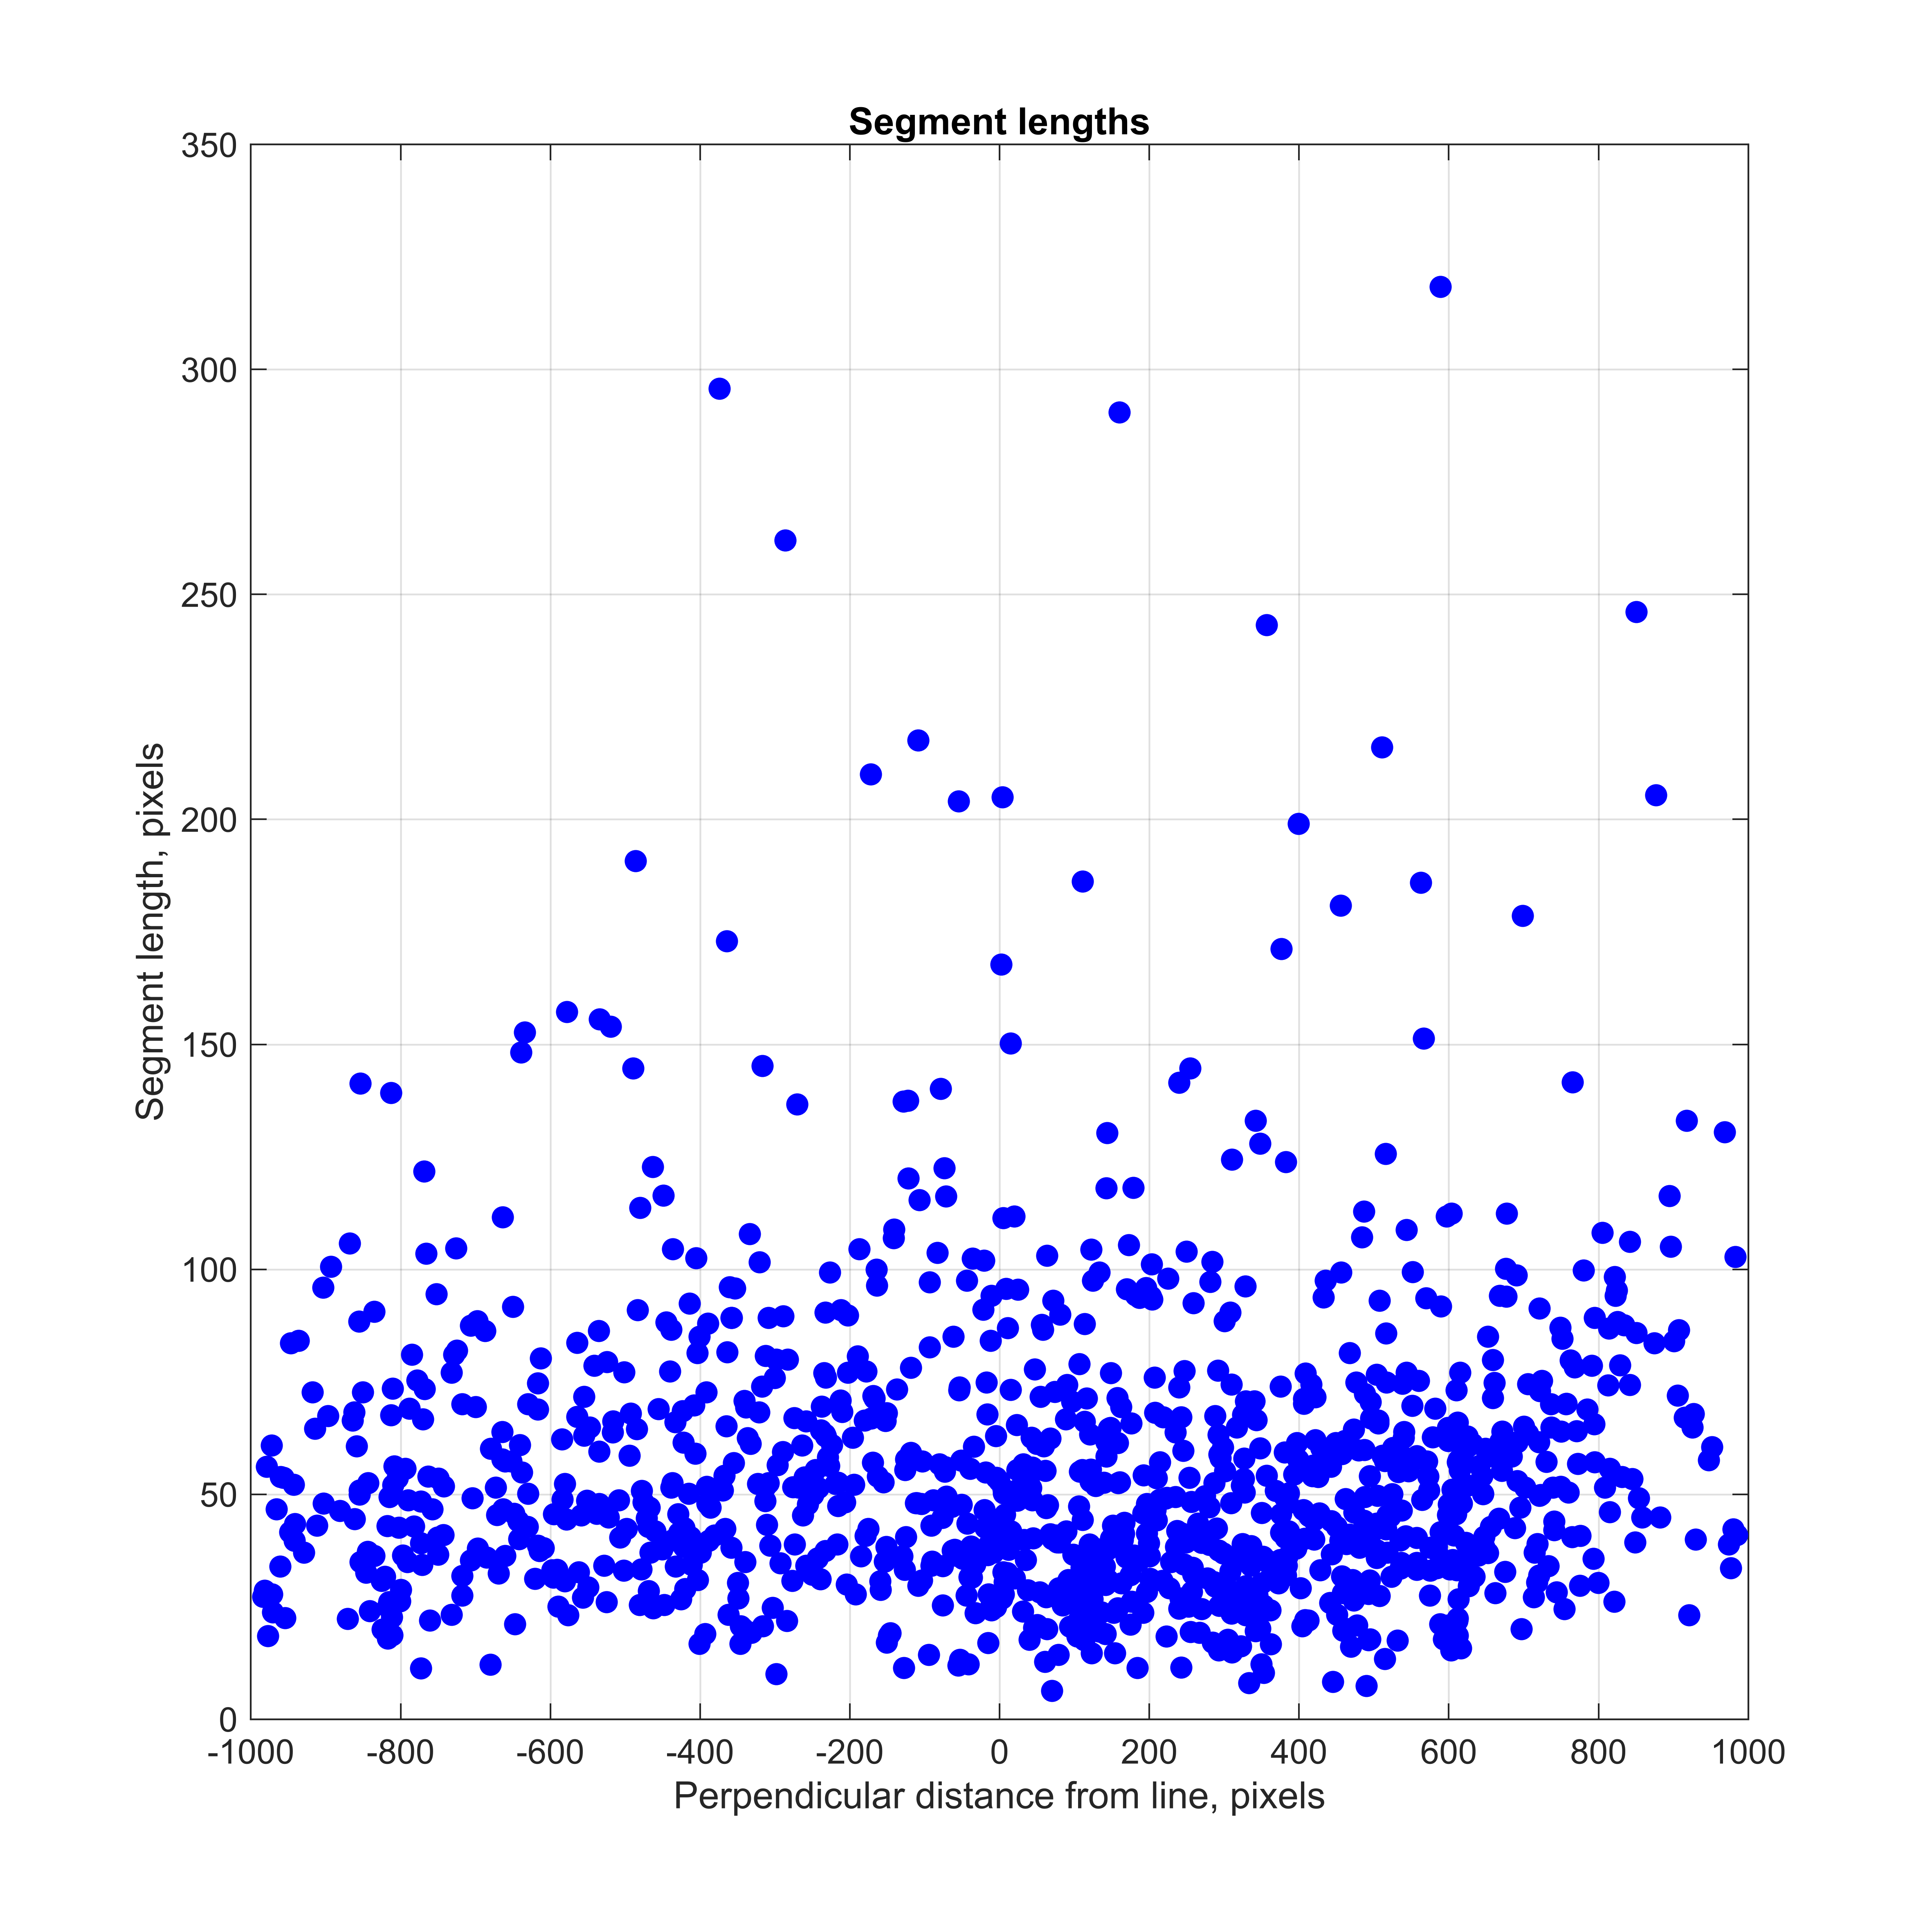 Segment lengths
350
300
250
200
150
100
50
0
Segment length, pixels
-1000 -800 -600 -400 -200 0 200 400 600 800 1000
Perpendicular distance from line, pixels